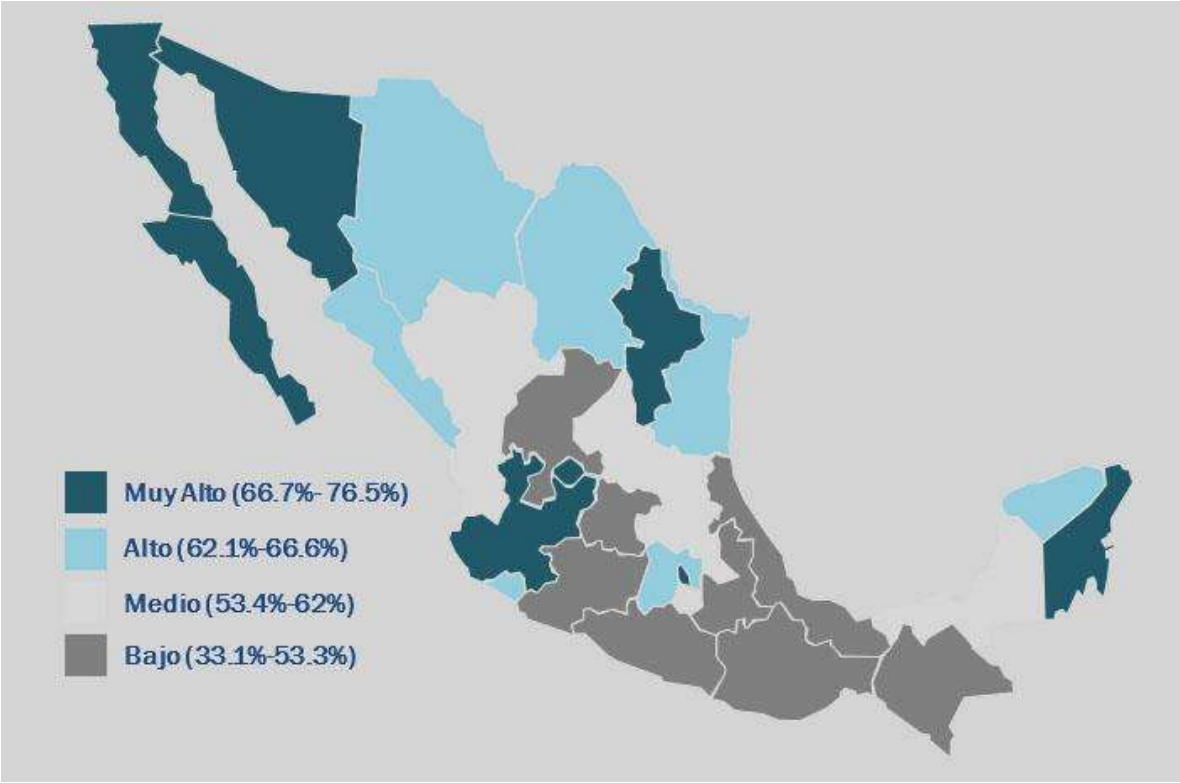 Muy Alto (66.7%- 76.5%)
Alto (62.1%-66.6%)
Medio (53.4%-62%)
Bajo (33.1%-53.3%)